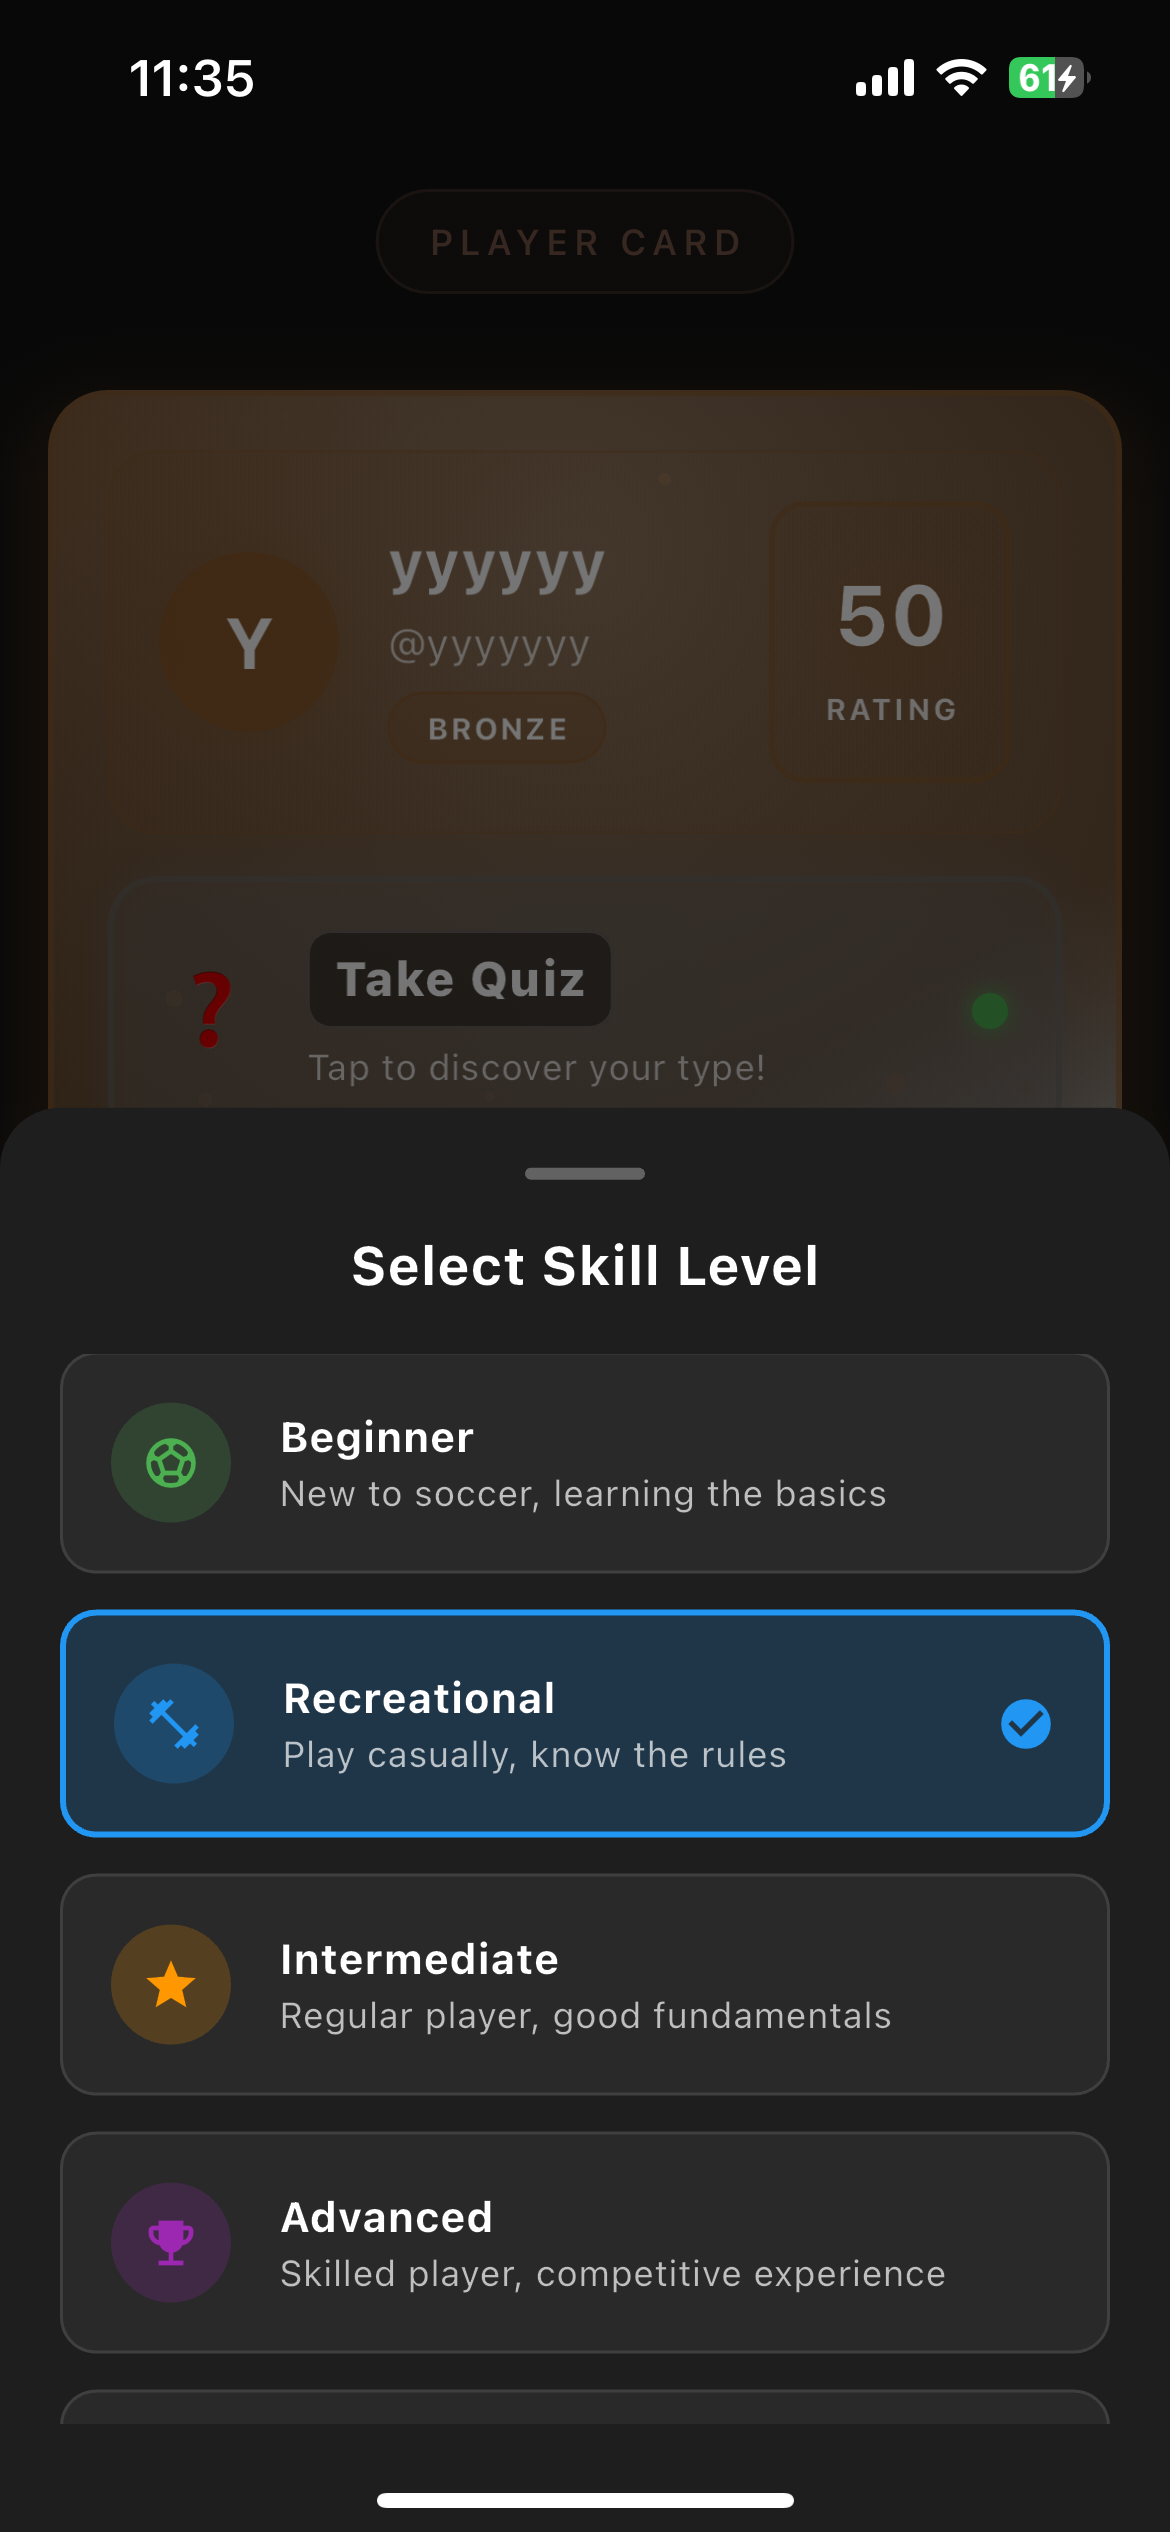 11:35
61
PLAYER CARD
Y
yyyyyy
@yyyyyyy
BRONZE
50
RATING
?
Take Quiz
Tap to discover your type!
Select Skill Level
Beginner
New to soccer, learning the basics
Recreational
Play casually, know the rules
Intermediate
Regular player, good fundamentals
Advanced
Skilled player, competitive experience